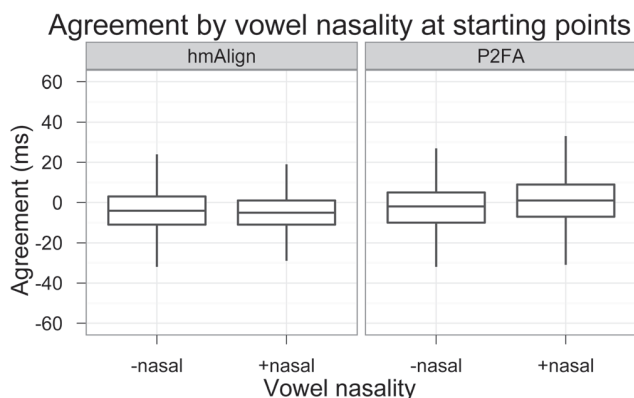 Agreement by vowel nasality at starting points
hmAlign P2FA
Agreement (ms)
60
40
20
0
-20
-40
-60
-nasal +nasal -nasal +nasal
Vowel nasality